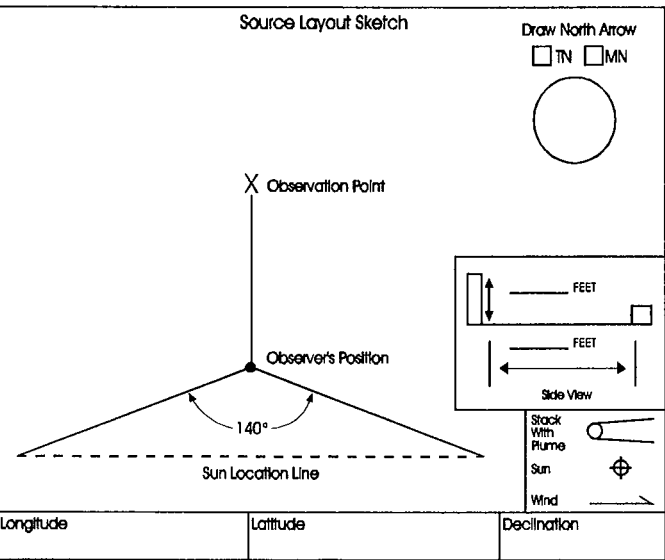 Source Layout Sketch
Draw North Arrow
TN MN
X Observation Point
FEET
Observer's Position
FEET
140°
Side View
Sun Location Line
Stack
With
Plume
Sun
Wind
Longitude Latitude Declination